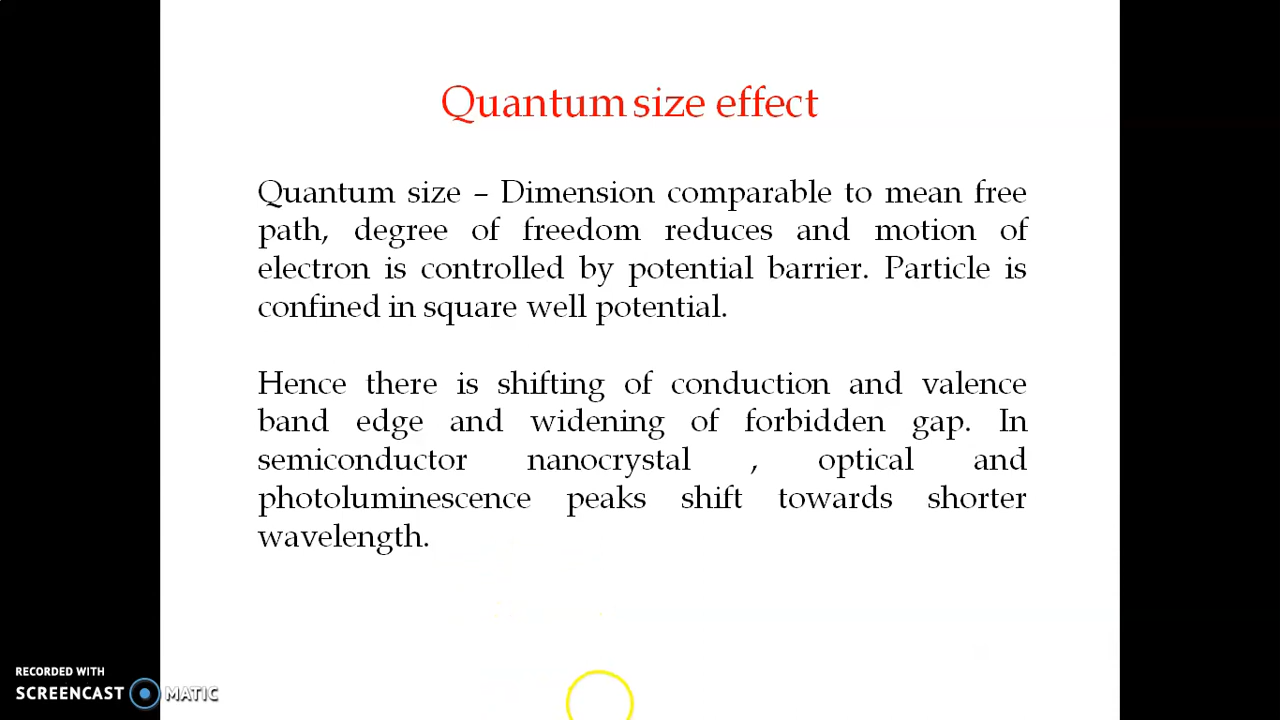 Quantum size effect
Quantum size – Dimension comparable to mean free
path, degree of freedom reduces and motion of
electron is controlled by potential barrier. Particle is
confined in square well potential.
Hence there is shifting of conduction and valence
band edge and widening of forbidden gap. In
semiconductor nanocrystal , optical and
photoluminescence peaks shift towards shorter
wavelength.
RECORDED WITH
SCREENCAST MATIC